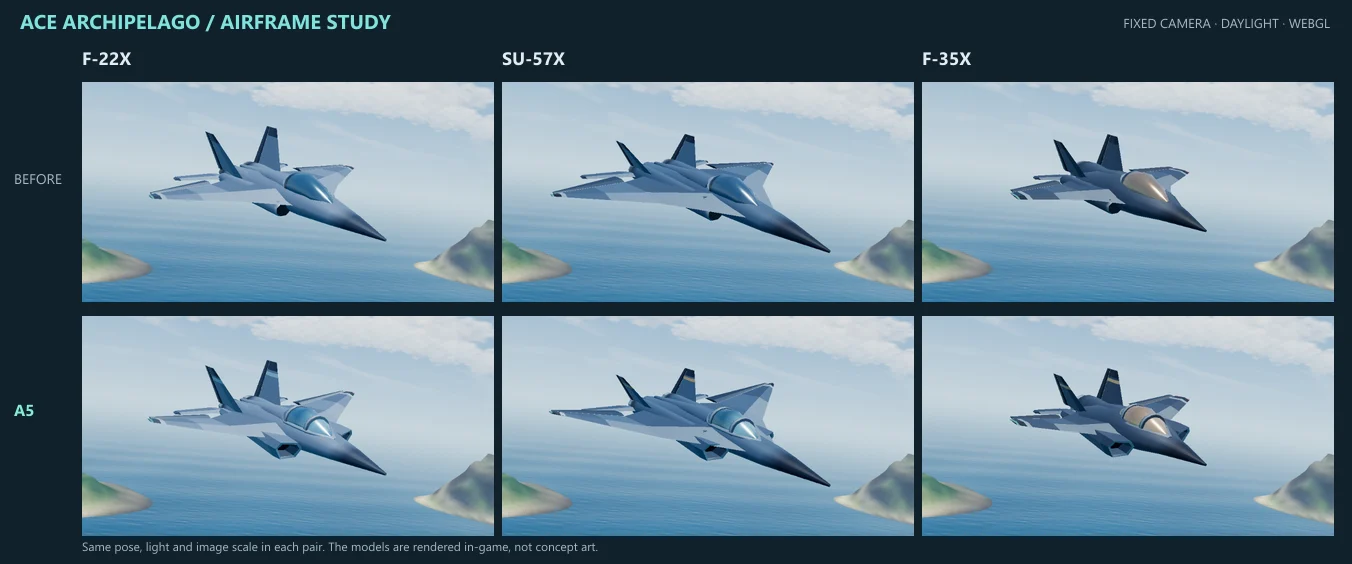 ACE ARCHIPELAGO / AIRFRAME STUDY
FIXED CAMERA · DAYLIGHT · WEBGL
F-22X
SU-57X
F-35X
BEFORE
A5
Same pose, light and image scale in each pair. The models are rendered in-game, not concept art.